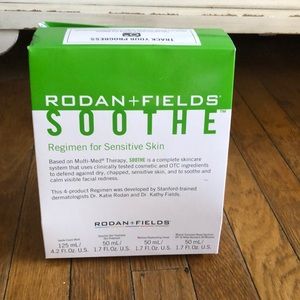 TRACK YOUR PROGRESS
RODAN+FIELDS®
SOOTHE™
Regimen for Sensitive Skin
Based on Multi-Med® Therapy, SOOTHE is a complete skincare
system that uses clinically tested cosmetic and OTC ingredients
to defend against dry, chapped, sensitive skin, and to soothe and
calm visible facial redness.
This 4-product Regimen was developed by Stanford-trained
dermatologists Dr. Katie Rodan and Dr. Kathy Fields.
RODAN+FIELDS
125 mL/ 50 mL/ 50 mL/ 50 mL/
4.2 Fl. Oz. U.S. 1.7 Fl. Oz. U.S. 1.7 Fl. Oz. U.S. 1.7 Fl. Oz. U.S.